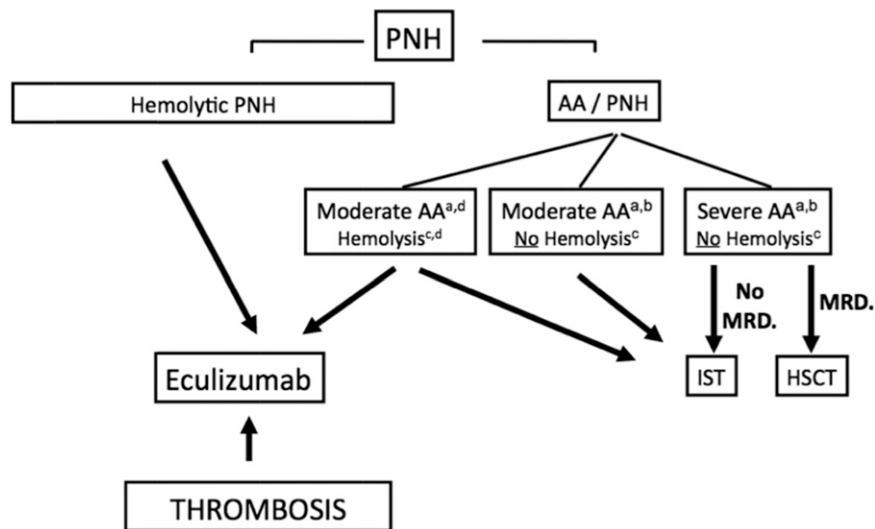 PNH
Hemolytic PNH
AA / PNH
Moderate AAa,d
Hemolysisc,d
Moderate AAa,b
No Hemolysisc
Severe AAa,b
No Hemolysisc
No
MRD.
MRD.
Eculizumab
IST
HSCT
THROMBOSIS